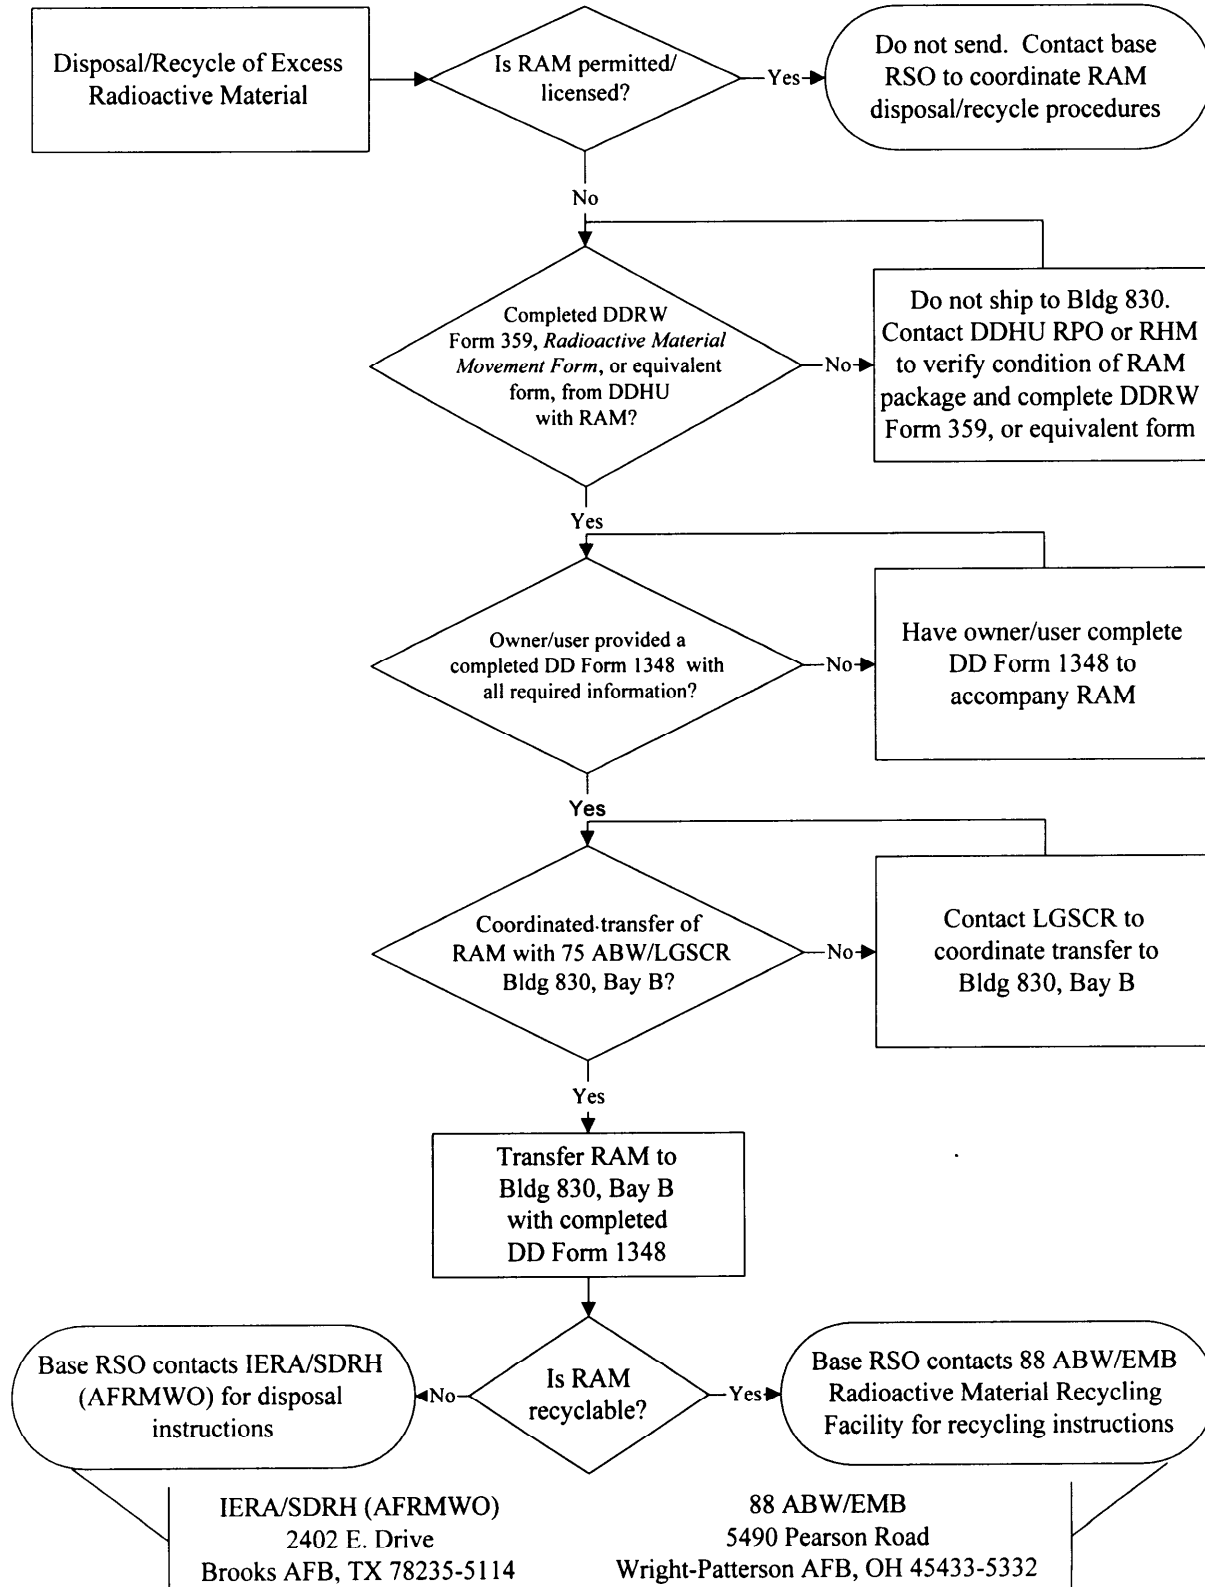 Disposal/Recycle of Excess
Radioactive Material
Is RAM permitted/
licensed?
Yes
Do not send. Contact base
RSO to coordinate RAM
disposal/recycle procedures
No
Completed DDRW
Form 359, Radioactive Material
Movement Form, or equivalent
form, from DDHU
with RAM?
No
Do not ship to Bldg 830.
Contact DDHU RPO or RHM
to verify condition of RAM
package and complete DDRW
Form 359, or equivalent form
Yes
Owner/user provided a
completed DD Form 1348 with
all required information?
No
Have owner/user complete
DD Form 1348 to
accompany RAM
Yes
Coordinated transfer of
RAM with 75 ABW/LGSCR
Bldg 830, Bay B?
No
Contact LGSCR to
coordinate transfer to
Bldg 830, Bay B
Yes
Transfer RAM to
Bldg 830, Bay B
with completed
DD Form 1348
Is RAM
recyclable?
No
Base RSO contacts IERA/SDRH
(AFRMWO) for disposal
instructions
Yes
Base RSO contacts 88 ABW/EMB
Radioactive Material Recycling
Facility for recycling instructions
IERA/SDRH (AFRMWO)
2402 E. Drive
Brooks AFB, TX 78235-5114
88 ABW/EMB
5490 Pearson Road
Wright-Patterson AFB, OH 45433-5332